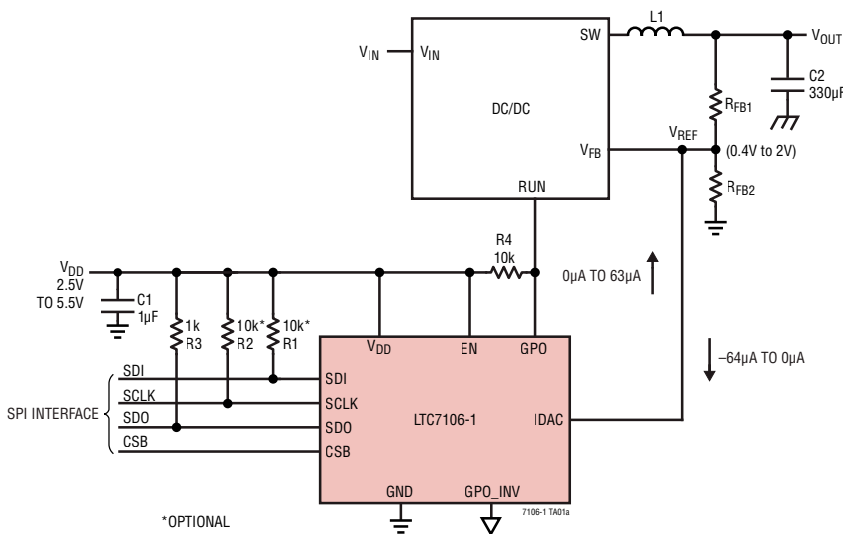 L1
SW
VOUT
VIN
VIN
C2
330µF
RFB1
DC/DC
VREF
VFB
(0.4V to 2V)
RFB2
RUN
R4
10k
0µA TO 63µA
VDD
2.5V
TO 5.5V
C1
1µF
1k
R3
10k*
R2
10k*
R1
VDD
EN
GPO
–64µA TO 0µA
SDI
SDI
SCLK
SCLK
SPI INTERFACE
LTC7106-1
IDAC
SDO
SDO
CSB
CSB
GND
GPO_INV
7106-1 TA01a
*OPTIONAL